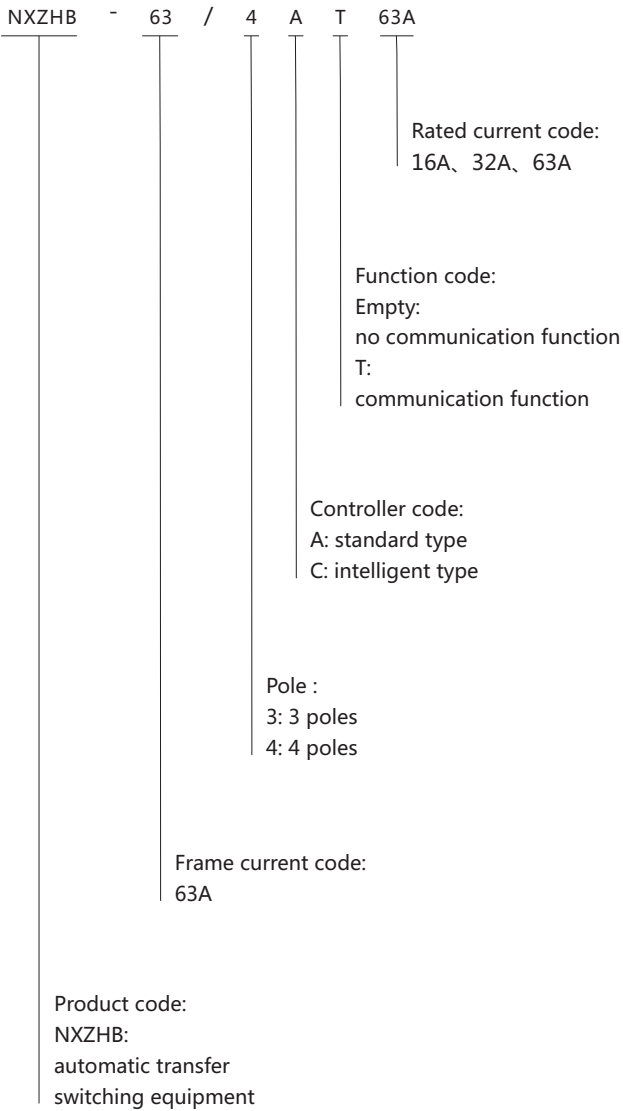 NXZHB - 63 / 4 A T 63A
Rated current code:
16A、32A、63A
Function code:
Empty:
no communication function
T:
communication function
Controller code:
A: standard type
C: intelligent type
Pole :
3: 3 poles
4: 4 poles
Frame current code:
63A
Product code:
NXZHB:
automatic transfer
switching equipment